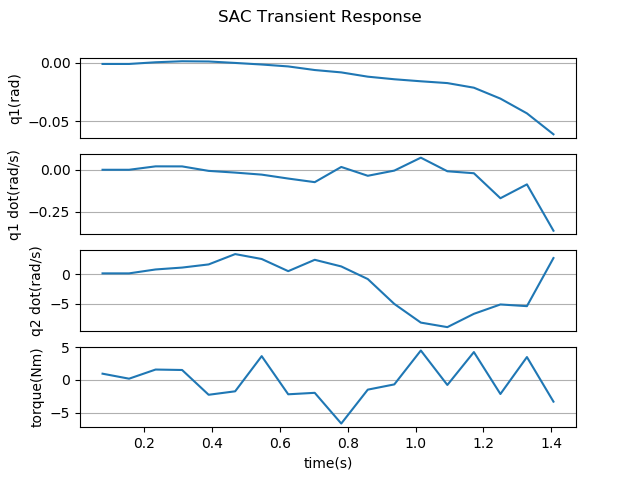 SAC Transient Response
0.00
−0.05
q1(rad)
0.00
−0.25
q1 dot(rad/s)
0
−5
q2 dot(rad/s)
5
0
−5
torque(Nm)
0.2 0.4 0.6 0.8 1.0 1.2 1.4
time(s)